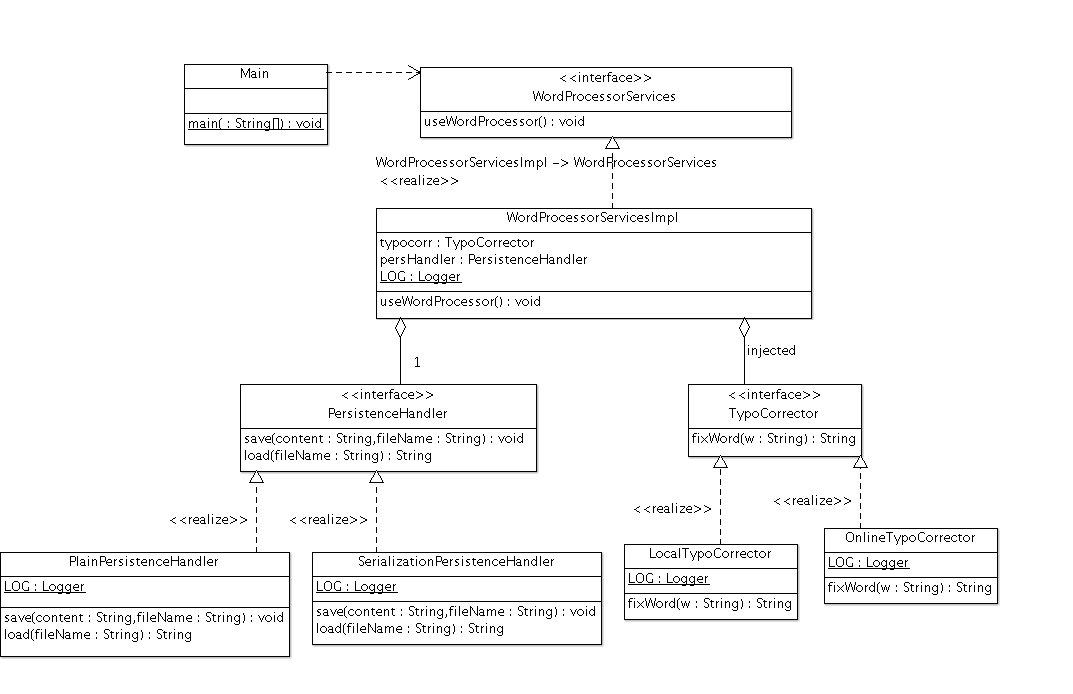 Main
main( : String[]) : void
<<interface>>
WordProcessorServices
useWordProcessor() : void
WordProcessorServicesImpl -> WordProcessorServices
<<realize>>
WordProcessorServicesImpl
typocorr : TypoCorrector
persHandler : PersistenceHandler
LOG : Logger
useWordProcessor() : void
1
injected
<<interface>>
PersistenceHandler
save(content : String,fileName : String) : void
load(fileName : String) : String
<<interface>>
TypoCorrector
fixWord(w : String) : String
<<realize>>
<<realize>>
<<realize>>
<<realize>>
PlainPersistenceHandler
LOG : Logger
save(content : String,fileName : String) : void
load(fileName : String) : String
SerializationPersistenceHandler
LOG : Logger
save(content : String,fileName : String) : void
load(fileName : String) : String
LocalTypoCorrector
LOG : Logger
fixWord(w : String) : String
OnlineTypoCorrector
LOG : Logger
fixWord(w : String) : String